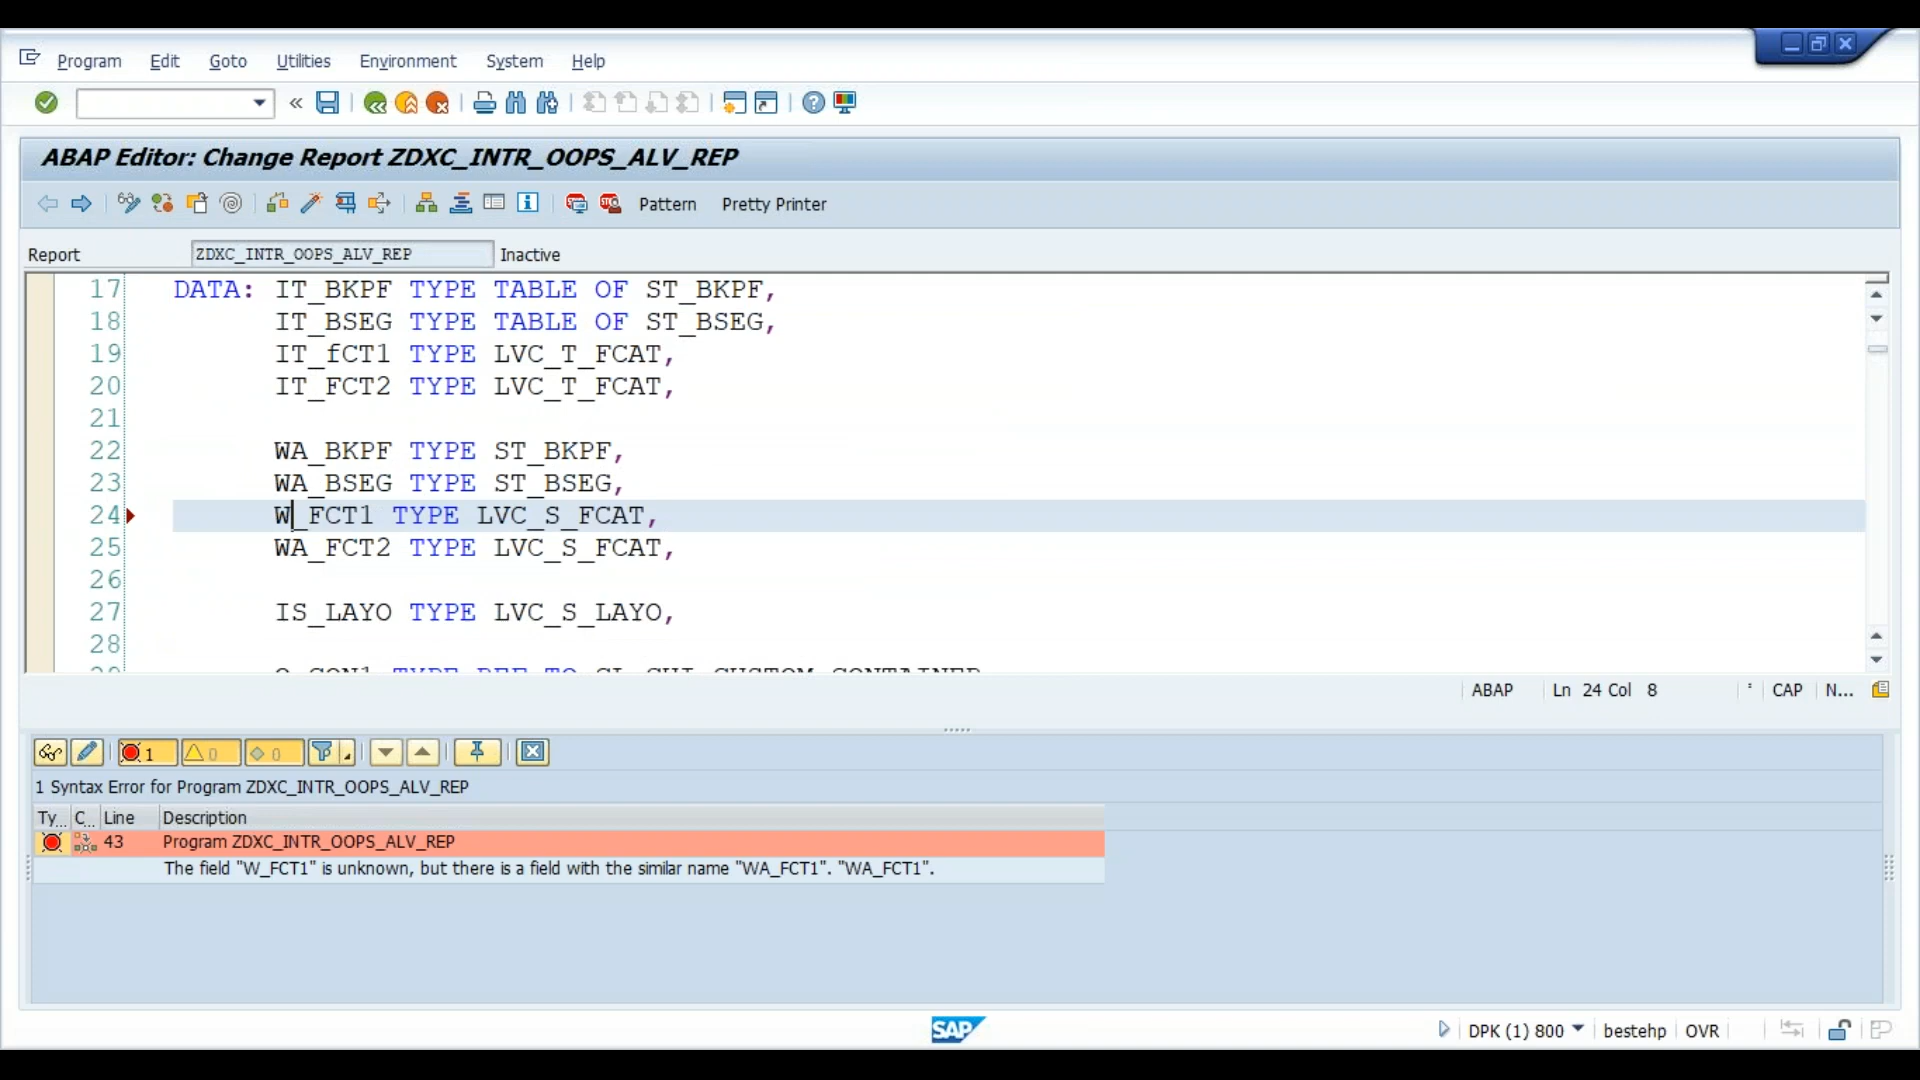 Program Edit Goto Utilities Environment System Help
ABAP Editor: Change Report ZDXC_INTR_OOPS_ALV_REP
Pattern Pretty Printer
Report ZDXC_INTR_OOPS_ALV_REP Inactive
17 DATA: IT_BKPF TYPE TABLE OF ST_BKPF,
18 IT_BSEG TYPE TABLE OF ST_BSEG,
19 IT_fCT1 TYPE LVC_T_FCAT,
20 IT_FCT2 TYPE LVC_T_FCAT,
21
22 WA_BKPF TYPE ST_BKPF,
23 WA_BSEG TYPE ST_BSEG,
24 W_FCT1 TYPE LVC_S_FCAT,
25 WA_FCT2 TYPE LVC_S_FCAT,
26
27 IS_LAYO TYPE LVC_S_LAYO,
28
ABAP Ln 24 Col 8 CAP N...
1 0 0
1 Syntax Error for Program ZDXC_INTR_OOPS_ALV_REP
Ty... C... Line Description
43 Program ZDXC_INTR_OOPS_ALV_REP
The field "W_FCT1" is unknown, but there is a field with the similar name "WA_FCT1". "WA_FCT1".
SAP DPK (1) 800 bestehp OVR